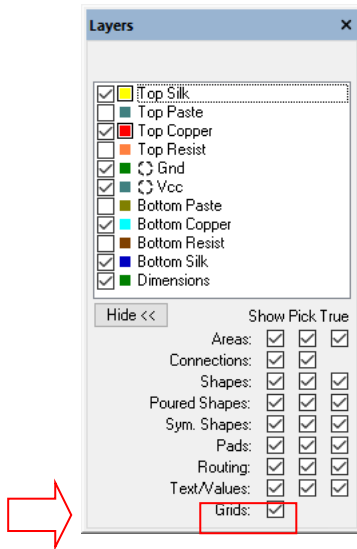 Layers
Top Silk
Top Paste
Top Copper
Top Resist
Gnd
Vcc
Bottom Paste
Bottom Copper
Bottom Resist
Bottom Silk
Dimensions
Hide << Show Pick True
Areas:
Connections:
Shapes:
Poured Shapes:
Sym. Shapes:
Pads:
Routing:
Text/Values:
Grids: